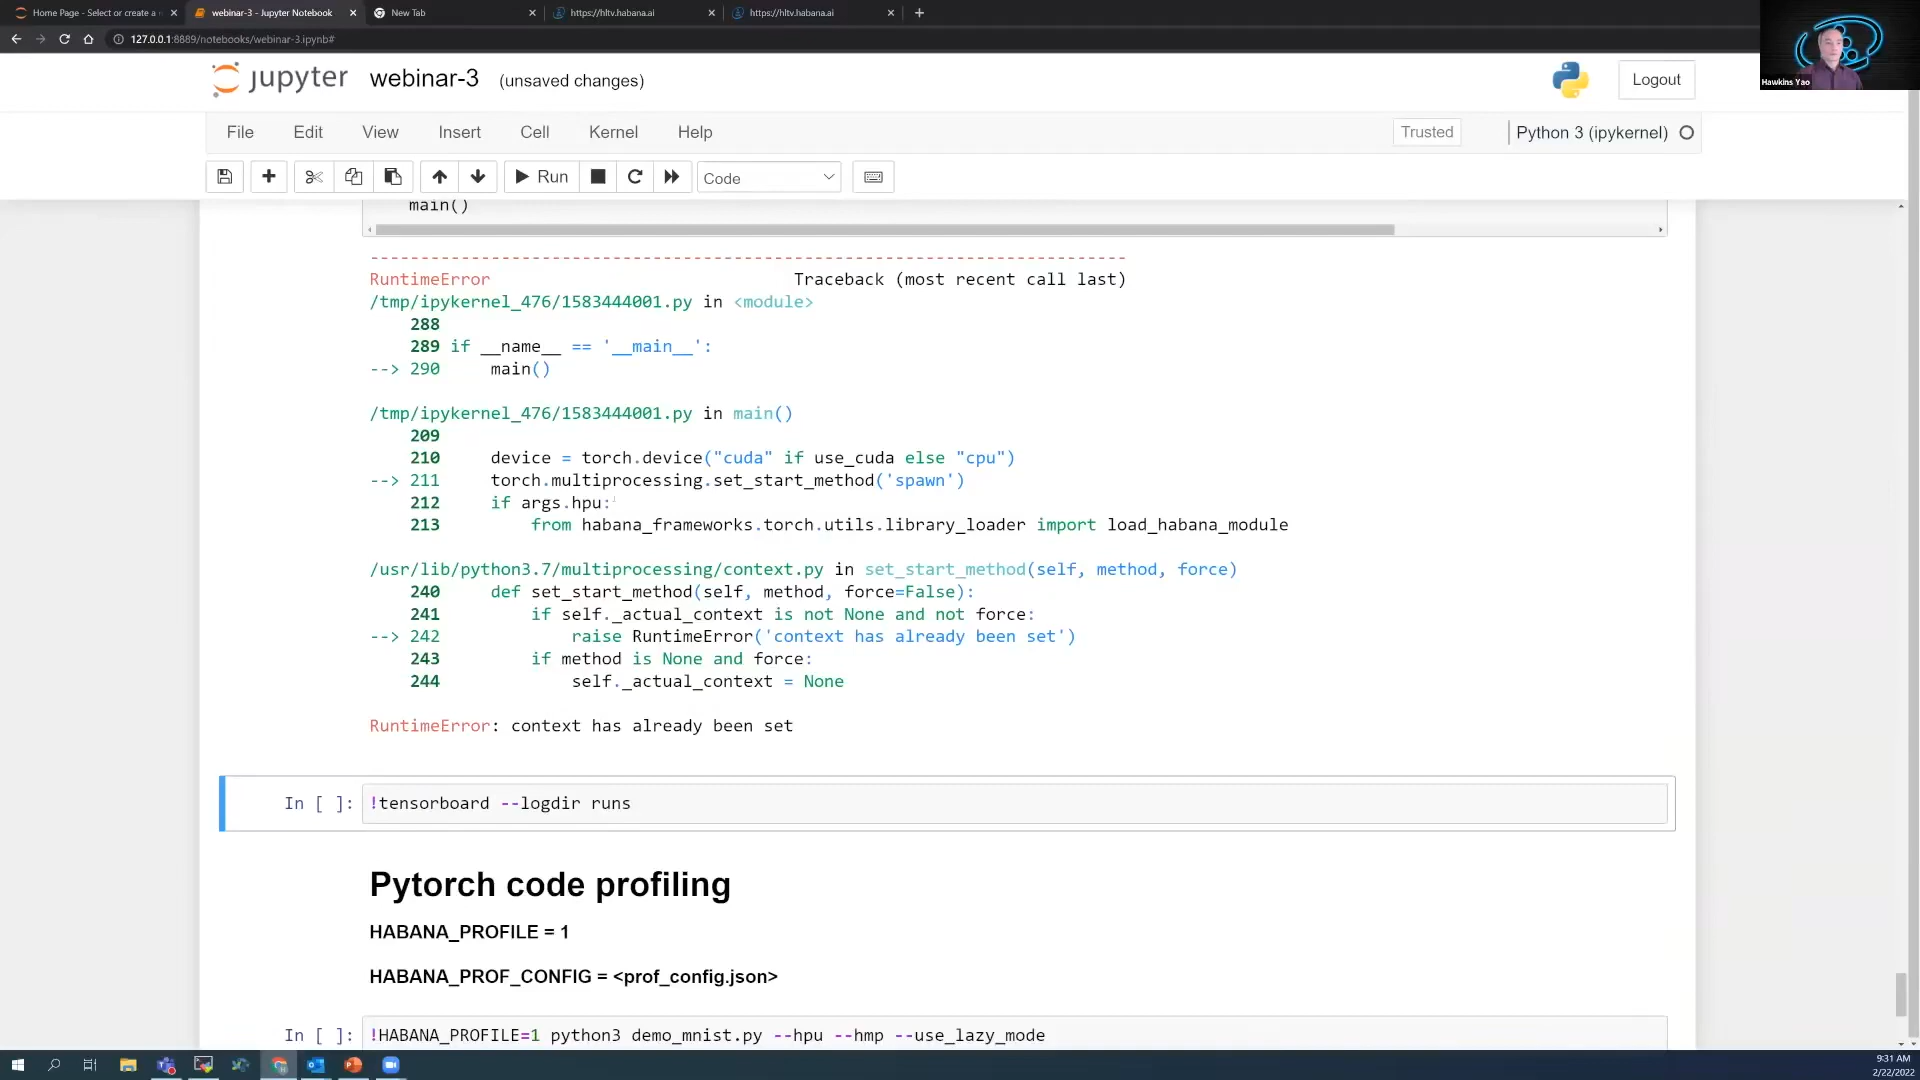 Home Page - Select or create a
webinar-3 - Jupyter Notebook
New Tab
https://hltv.habana.ai
https://hltv.habana.ai
127.0.0.1:8889/notebooks/webinar-3.ipynb#
Hawkins Yao
jupyter webinar-3 (unsaved changes)
Logout
File Edit View Insert Cell Kernel Help
Trusted
Python 3 (ipykernel)
Run
Code
main()
---------------------------------------------------------------------------
RuntimeError                              Traceback (most recent call last)
/tmp/ipykernel_476/1583444001.py in <module>
    288
    289 if __name__ == '__main__':
--> 290     main()
/tmp/ipykernel_476/1583444001.py in main()
    209
    210     device = torch.device("cuda" if use_cuda else "cpu")
--> 211     torch.multiprocessing.set_start_method('spawn')
    212     if args.hpu:
    213         from habana_frameworks.torch.utils.library_loader import load_habana_module
/usr/lib/python3.7/multiprocessing/context.py in set_start_method(self, method, force)
    240     def set_start_method(self, method, force=False):
    241         if self._actual_context is not None and not force:
--> 242             raise RuntimeError('context has already been set')
    243         if method is None and force:
    244             self._actual_context = None
RuntimeError: context has already been set
In [ ]: !tensorboard --logdir runs
Pytorch code profiling
HABANA_PROFILE = 1
HABANA_PROF_CONFIG = <prof_config.json>
In [ ]: !HABANA_PROFILE=1 python3 demo_mnist.py --hpu --hmp --use_lazy_mode
9:31 AM
2/22/2022